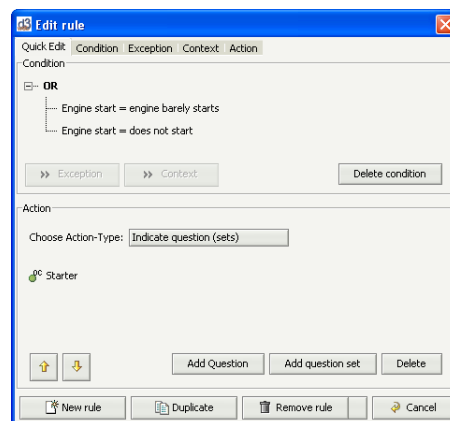 d3 Edit rule
Quick Edit Condition Exception Context Action
Condition
OR
Engine start = engine barely starts
Engine start = does not start
Exception Context Delete condition
Action
Choose Action-Type: Indicate question (sets)
OC Starter
Add Question Add question set Delete
New rule Duplicate Remove rule Cancel